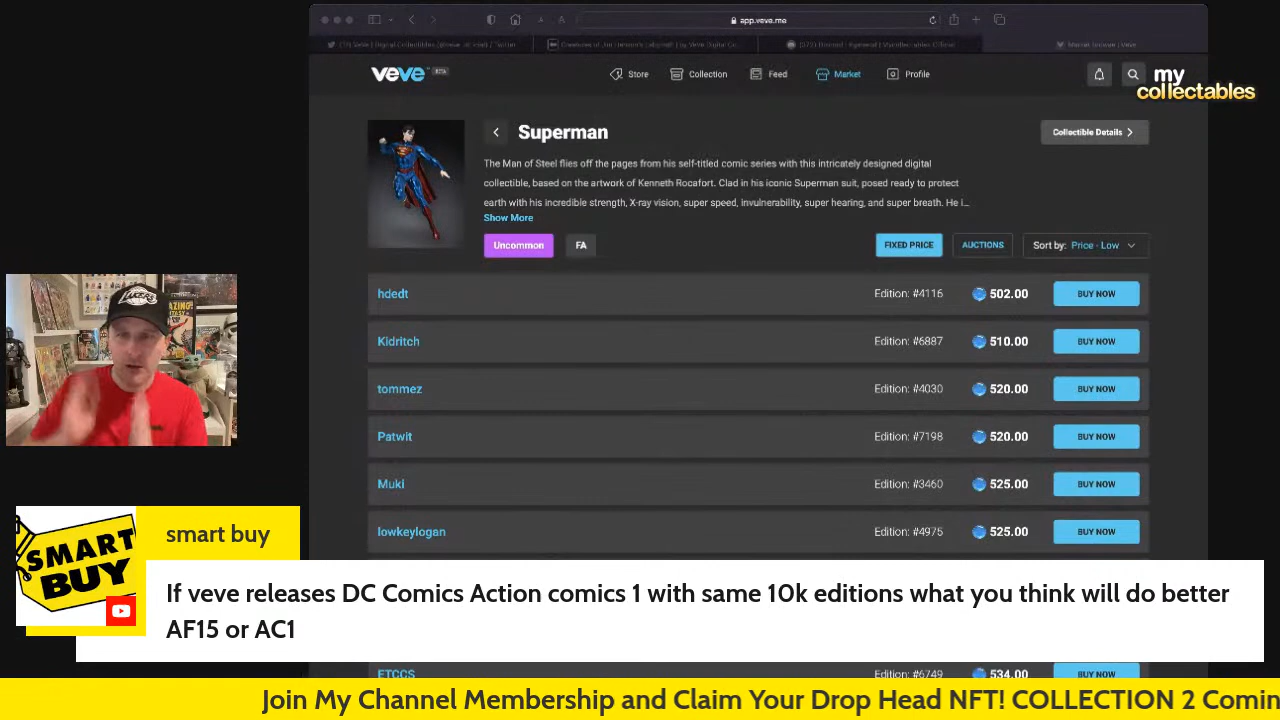 app.veve.me
veve BETA
Store
Collection
Feed
Market
Profile
my
collectables
Superman
Collectible Details
The Man of Steel flies off the pages from his self-titled comic series with this intricately designed digital
collectible, based on the artwork of Kenneth Rocafort. Clad in his iconic Superman suit, posed ready to protect
earth with his incredible strength, X-ray vision, super speed, invulnerability, super hearing, and super breath. He i...
Show More
Uncommon FA
FIXED PRICE AUCTIONS Sort by: Price - Low
hdedt Edition: #4116 502.00 BUY NOW
Kidritch Edition: #6887 510.00 BUY NOW
tommez Edition: #4030 520.00 BUY NOW
Patwit Edition: #7198 520.00 BUY NOW
Muki Edition: #3460 525.00 BUY NOW
lowkeylogan Edition: #4975 525.00 BUY NOW
SMART
BUY
smart buy
If veve releases DC Comics Action comics 1 with same 10k editions what you think will do better
AF15 or AC1
ETCCS Edition: #6749 534.00 BUY NOW
Join My Channel Membership and Claim Your Drop Head NFT! COLLECTION 2 Comin